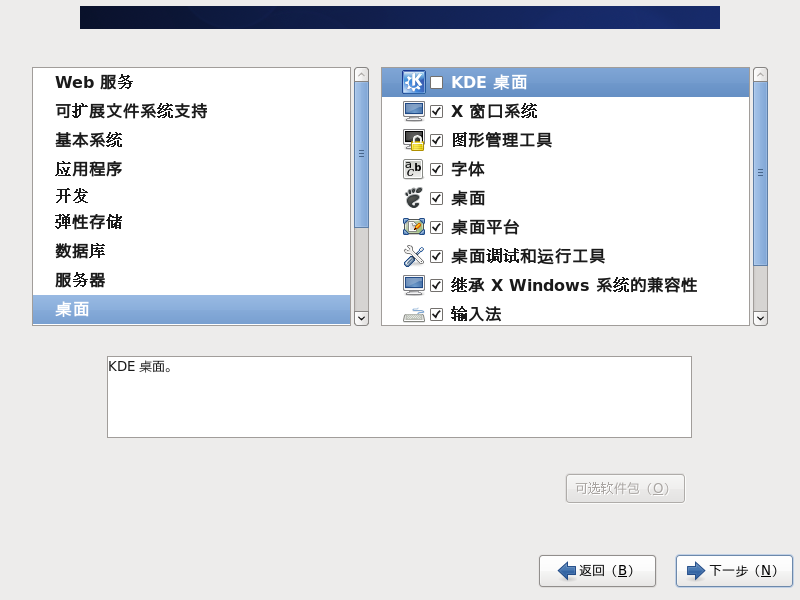 Web 服务
可扩展文件系统支持
基本系统
应用程序
开发
弹性存储
数据库
服务器
桌面
KDE 桌面
X 窗口系统
图形管理工具
字体
桌面
桌面平台
桌面调试和运行工具
继承 X Windows 系统的兼容性
输入法
KDE 桌面。
可选软件包（O）
返回（B）
下一步（N）